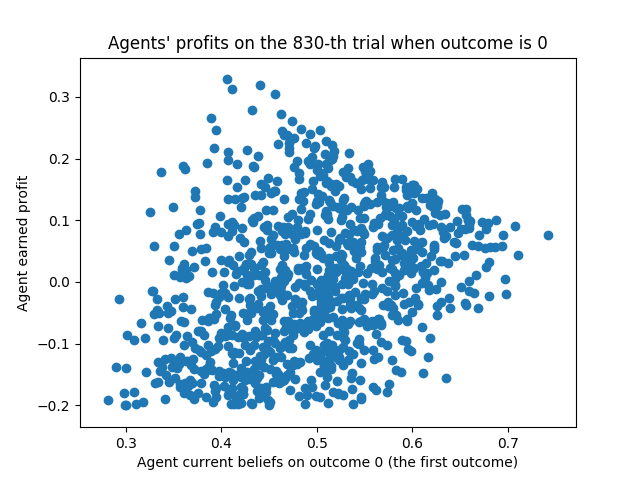 Agents' profits on the 830-th trial when outcome is 0
Agent earned profit
0.3
0.2
0.1
0.0
−0.1
−0.2
0.3 0.4 0.5 0.6 0.7
Agent current beliefs on outcome 0 (the first outcome)